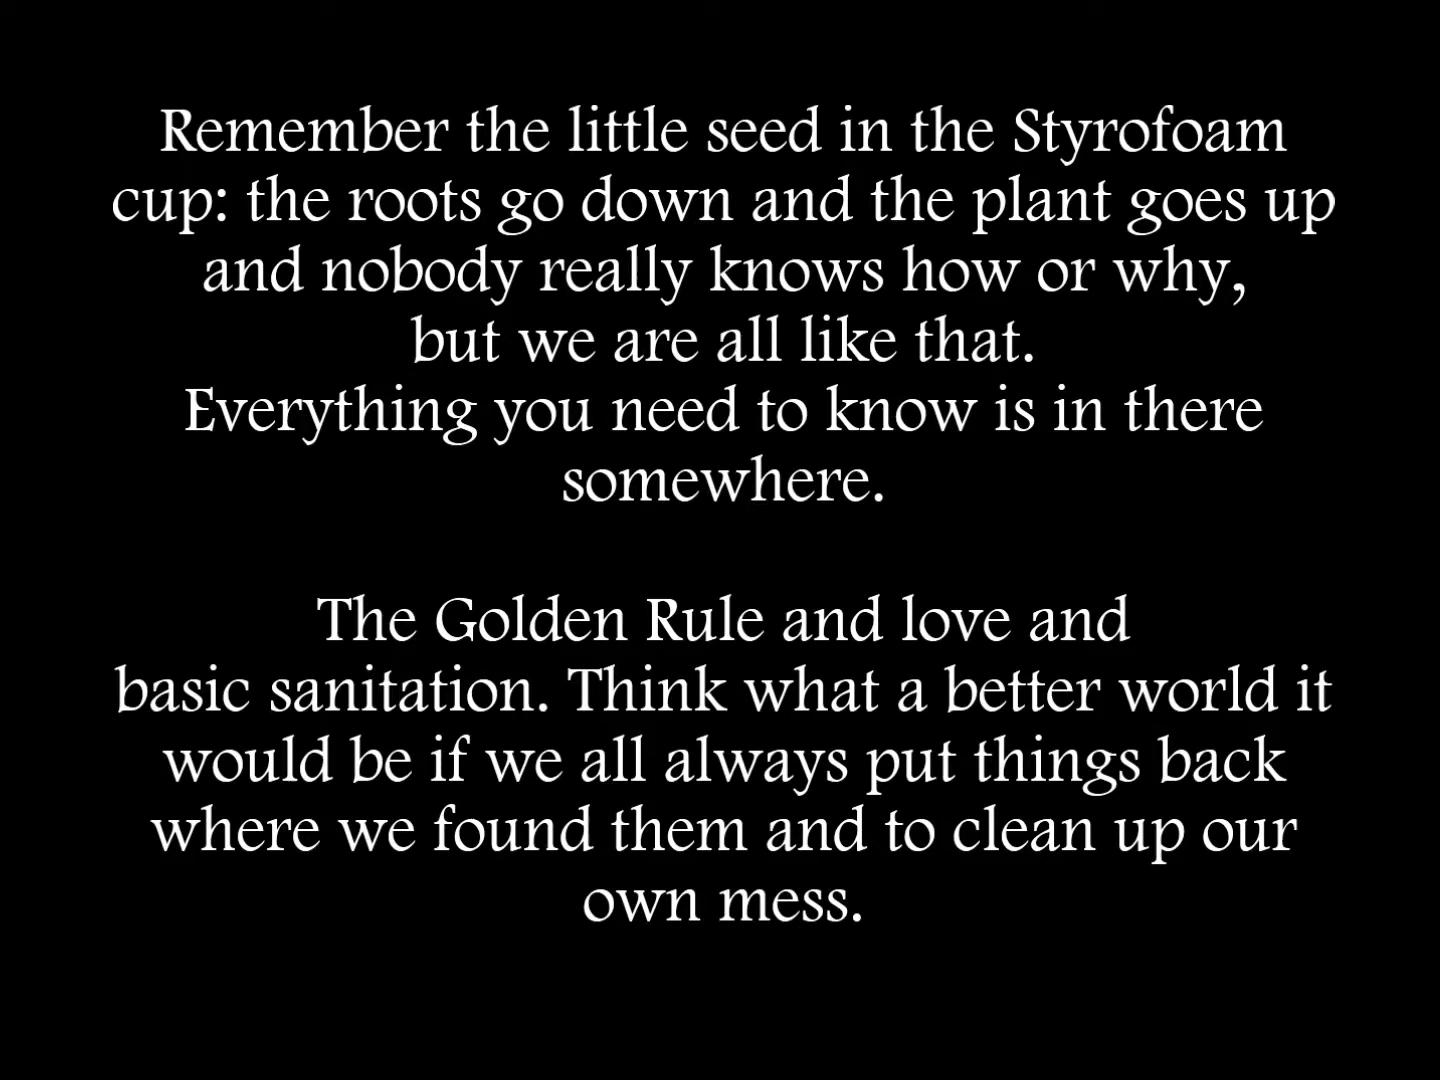 Remember the little seed in the Styrofoam
cup: the roots go down and the plant goes up
and nobody really knows how or why,
but we are all like that.
Everything you need to know is in there
somewhere.
The Golden Rule and love and
basic sanitation. Think what a better world it
would be if we all always put things back
where we found them and to clean up our
own mess.